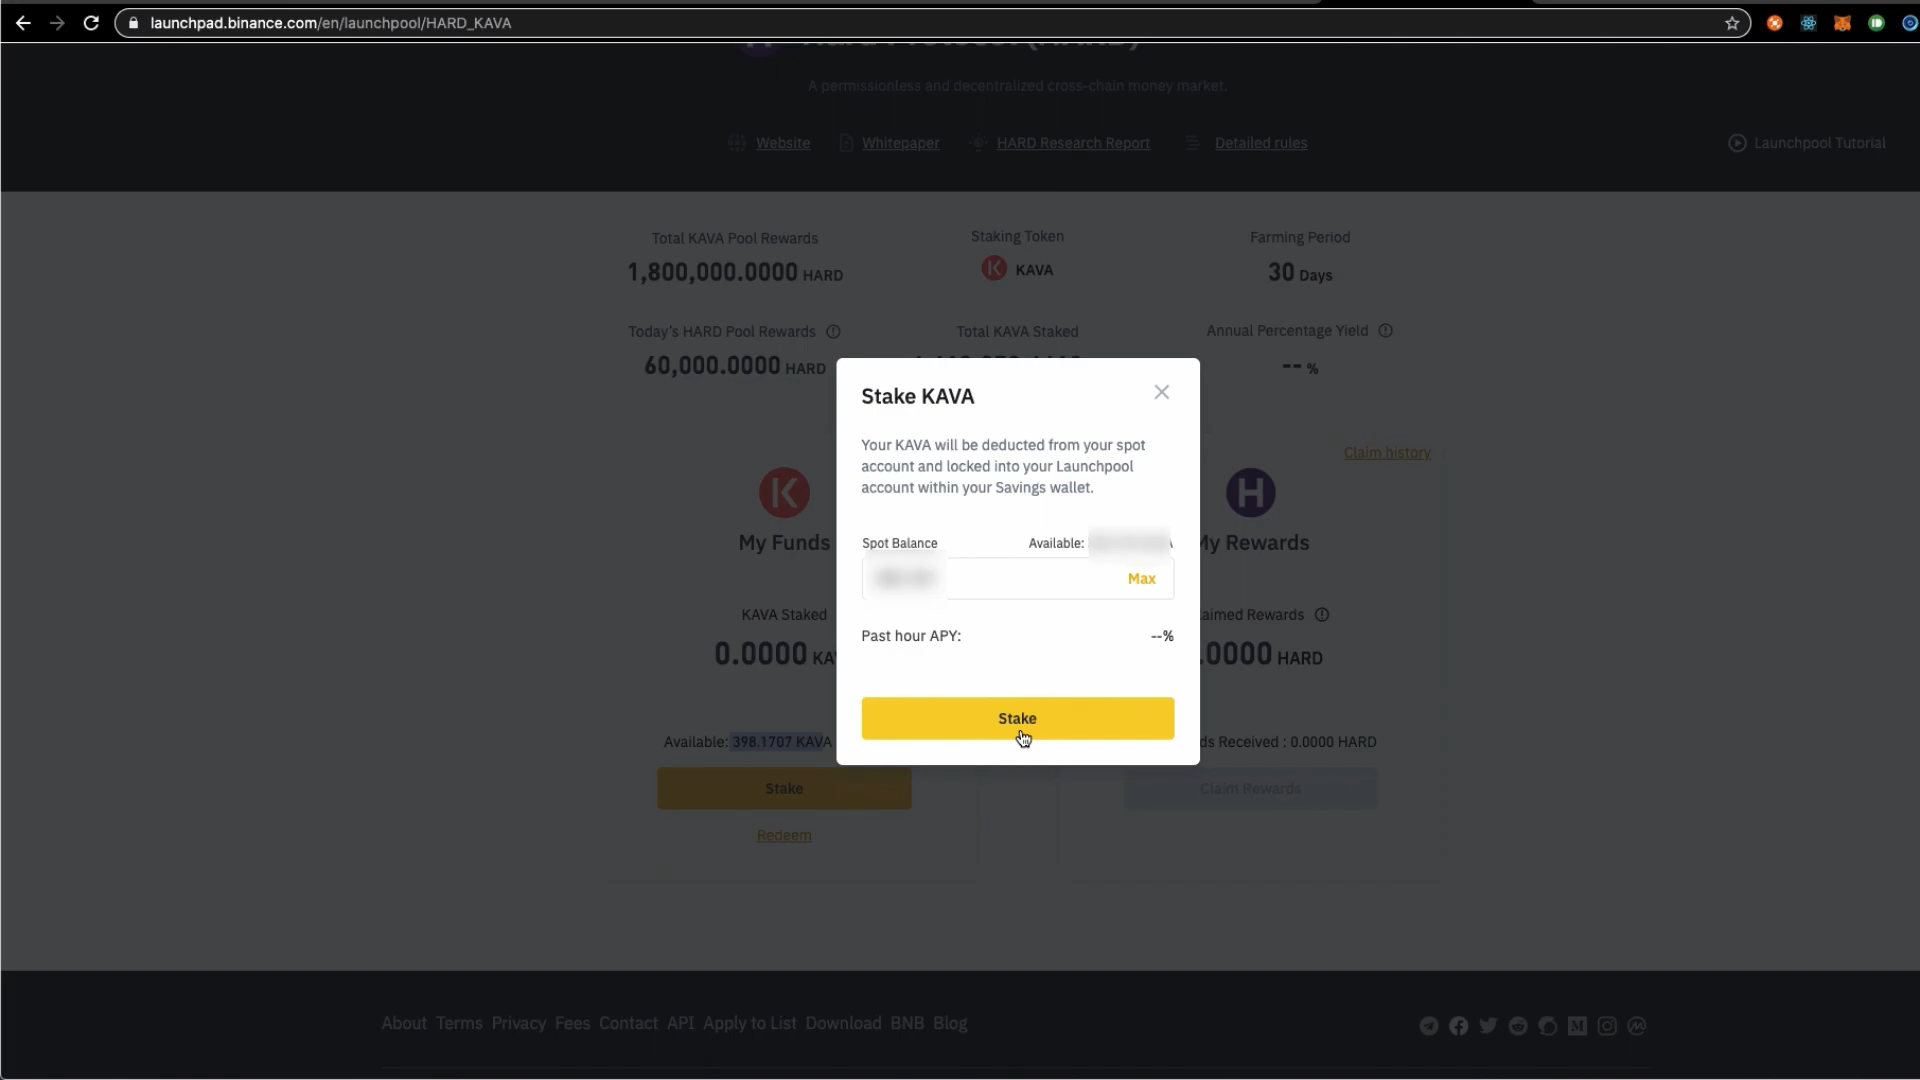 launchpad.binance.com/en/launchpool/HARD_KAVA
A permissionless and decentralized cross-chain money market.
Website Whitepaper HARD Research Report Detailed rules
Launchpool Tutorial
Total KAVA Pool Rewards
1,800,000.0000 HARD
Staking Token
KAVA
Farming Period
30 Days
Today's HARD Pool Rewards
60,000.0000 HARD
Total KAVA Staked
Annual Percentage Yield
-- %
Stake KAVA
Your KAVA will be deducted from your spot
account and locked into your Launchpool
account within your Savings wallet.
Spot Balance
Available:
Max
Past hour APY:
--%
Stake
Claim history
K
My Funds
KAVA Staked
0.0000 KA
Available: 398.1707 KAVA
Stake
Redeem
H
My Rewards
aimed Rewards
.0000 HARD
ds Received : 0.0000 HARD
Claim Rewards
About Terms Privacy Fees Contact API Apply to List Download BNB Blog